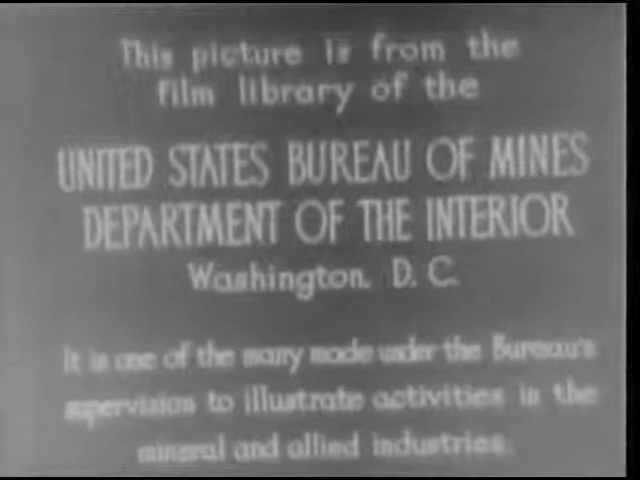 This picture is from the
film library of the
UNITED STATES BUREAU OF MINES
DEPARTMENT OF THE INTERIOR
Washington, D. C.
It is one of the many made under the Bureau's
supervision to illustrate activities in the
mineral and allied industries.